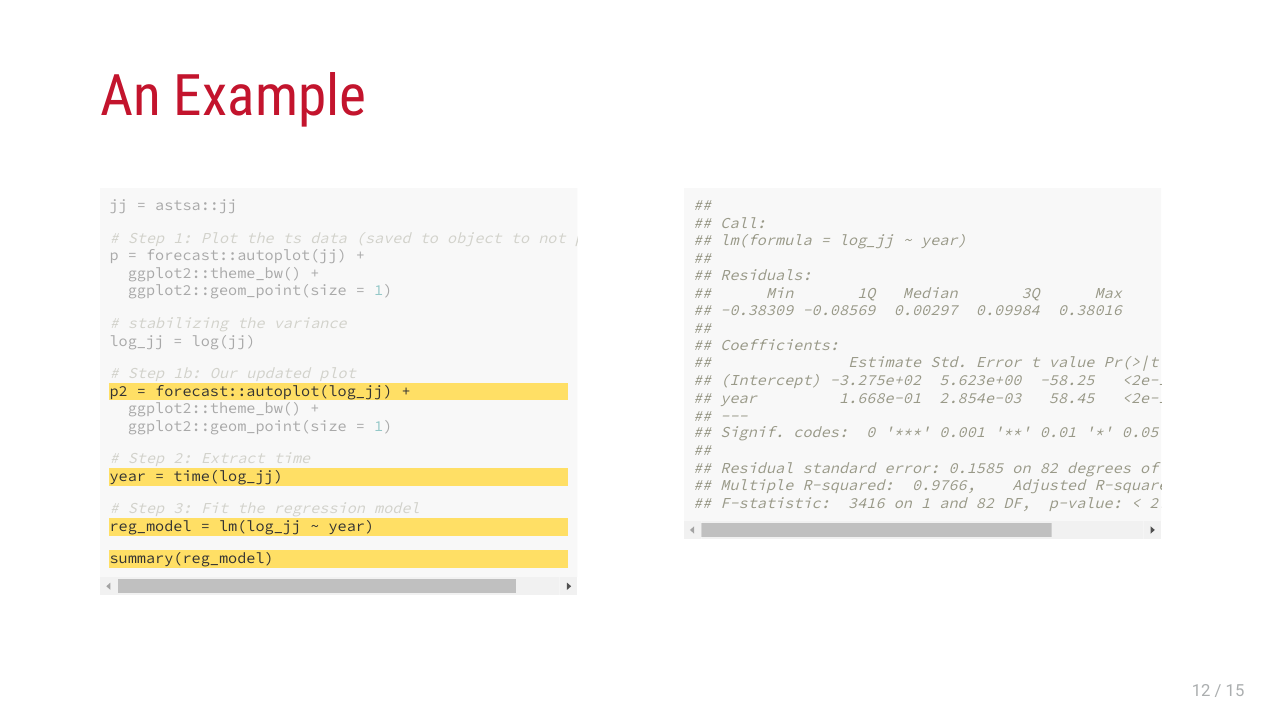 An Example
jj = astsa::jj
# Step 1: Plot the ts data (saved to object to not
p = forecast::autoplot(jj) +
  ggplot2::theme_bw() +
  ggplot2::geom_point(size = 1)
# stabilizing the variance
log_jj = log(jj)
# Step 1b: Our updated plot
p2 = forecast::autoplot(log_jj) +
  ggplot2::theme_bw() +
  ggplot2::geom_point(size = 1)
# Step 2: Extract time
year = time(log_jj)
# Step 3: Fit the regression model
reg_model = lm(log_jj ~ year)
summary(reg_model)
##
## Call:
## lm(formula = log_jj ~ year)
##
## Residuals:
##      Min       1Q   Median       3Q      Max
## -0.38309 -0.08569  0.00297  0.09984  0.38016
##
## Coefficients:
##               Estimate Std. Error t value Pr(>|t
## (Intercept) -3.275e+02  5.623e+00  -58.25   <2e-
## year         1.668e-01  2.854e-03   58.45   <2e-
## ---
## Signif. codes:  0 '***' 0.001 '**' 0.01 '*' 0.05
##
## Residual standard error: 0.1585 on 82 degrees of
## Multiple R-squared:  0.9766,    Adjusted R-square
## F-statistic:  3416 on 1 and 82 DF,  p-value: < 2
12 / 15